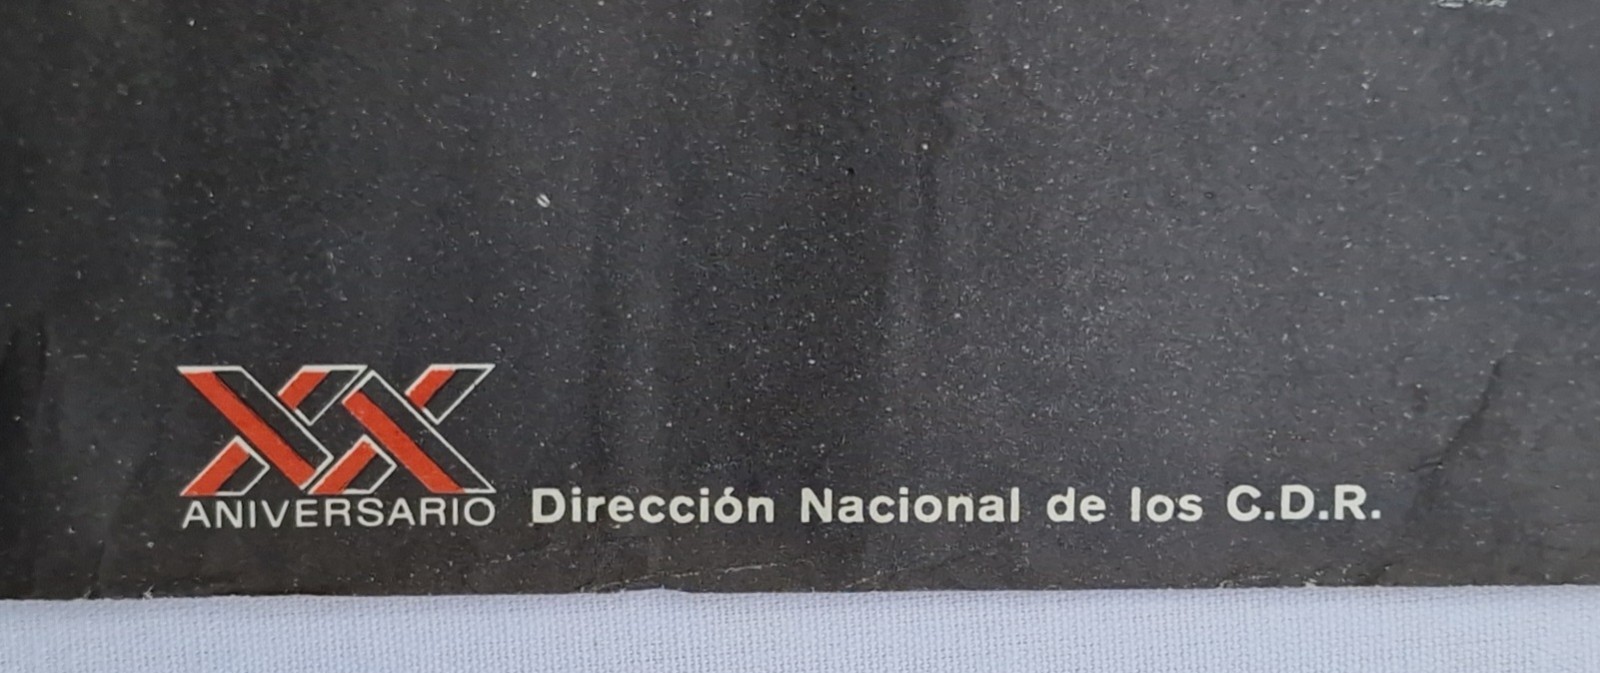 XX
ANIVERSARIO Dirección Nacional de los C.D.R.